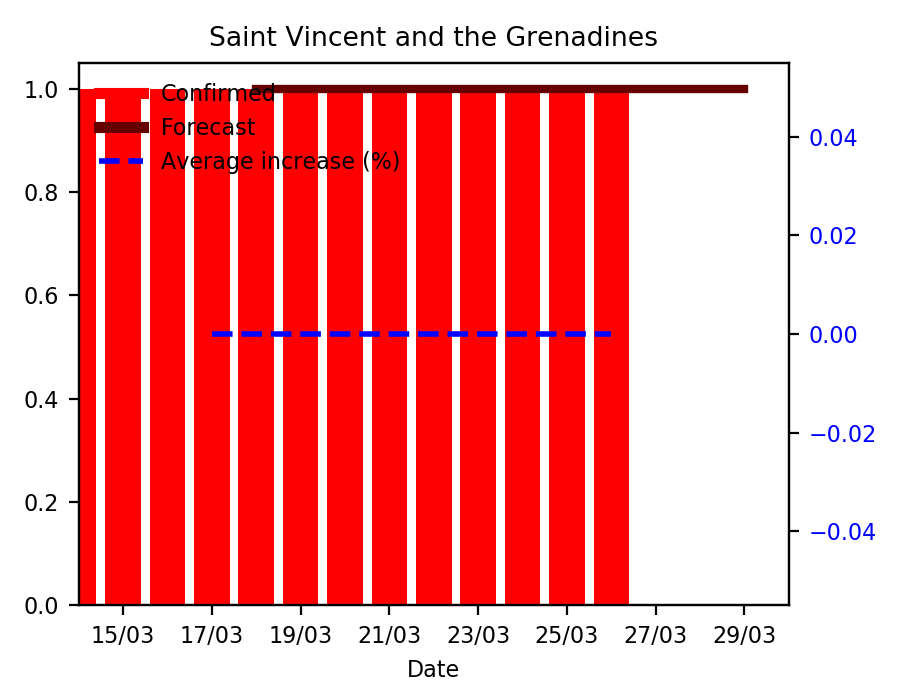 Saint Vincent and the Grenadines
1.0
0.8
0.6
0.4
0.2
0.0
Confirmed
Forecast
Average increase (%)
0.04
0.02
0.00
−0.02
−0.04
15/03 17/03 19/03 21/03 23/03 25/03 27/03 29/03
Date